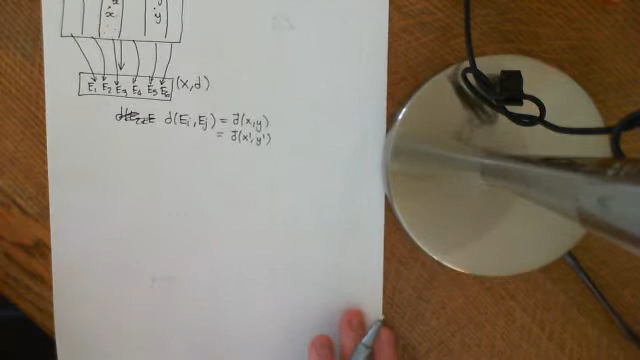 x y
E₁ E₂ E₃ E₄ E₅ E₆ (x,d)
d(Eᵢ,Eⱼ) = d̄(x,y)
= d̄(x',y')